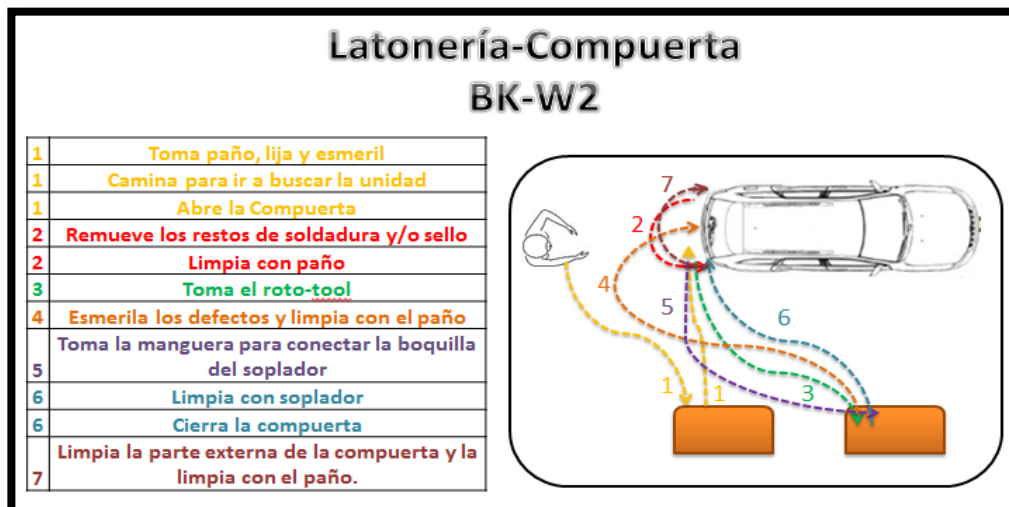 Latonería-Compuerta
BK-W2
1 Toma paño, lija y esmeril
1 Camina para ir a buscar la unidad
1 Abre la Compuerta
2 Remueve los restos de soldadura y/o sello
2 Limpia con paño
3 Toma el roto-tool
4 Esmerila los defectos y limpia con el paño
Toma la manguera para conectar la boquilla
5 del soplador
6 Limpia con soplador
6 Cierra la compuerta
Limpia la parte externa de la compuerta y la
7 limpia con el paño.
7
2
4
5
6
1
1
3